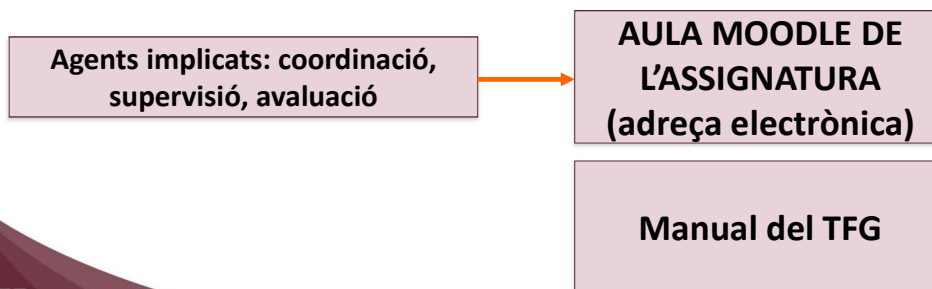 Agents implicats: coordinació,
supervisió, avaluació
AULA MOODLE DE
L’ASSIGNATURA
(adreça electrònica)
Manual del TFG